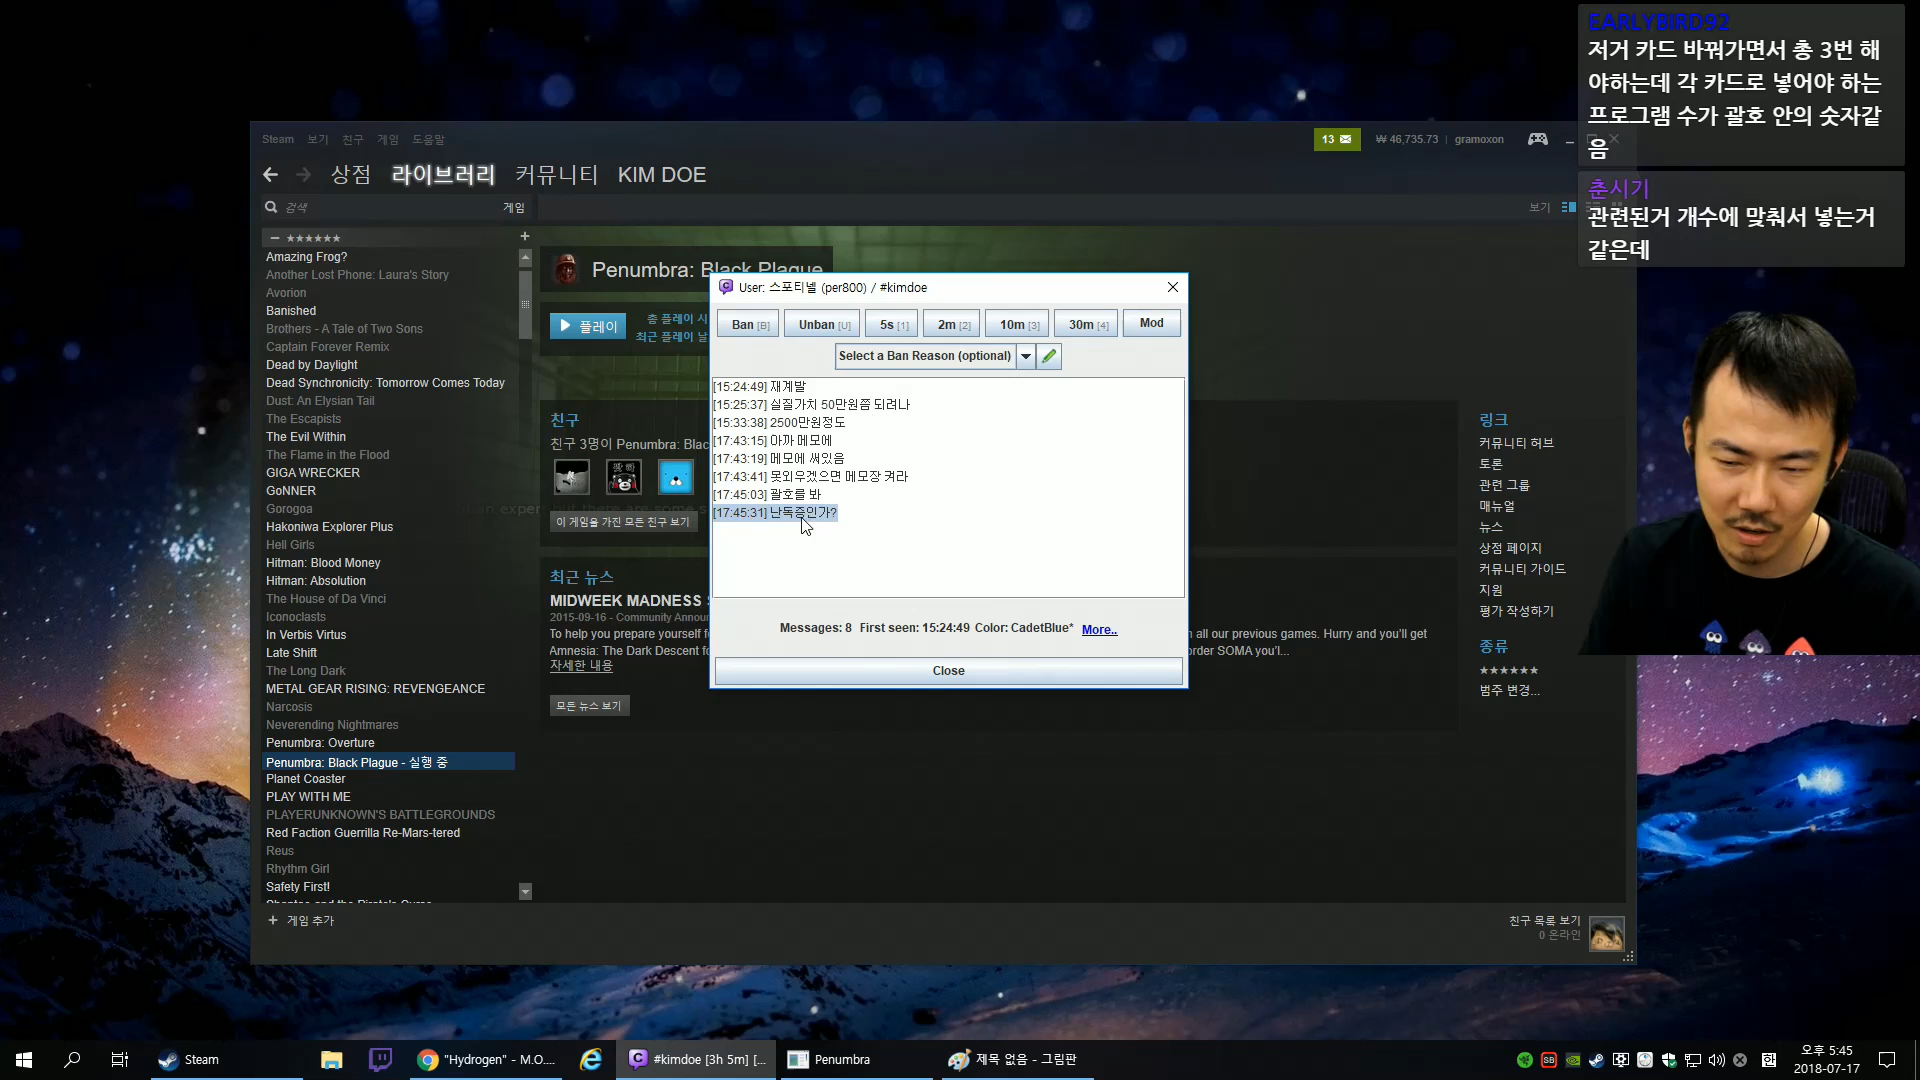 EARLYBIRD92
저거 카드 바꿔가면서 총 3번 해
야하는데 각 카드로 넣어야 하는
프로그램 수가 괄호 안의 숫자같
음
춘시기
관련된거 개수에 맞춰서 넣는거
같은데
Steam 보기 친구 게임 도움말
13
₩ 46,735.73 gramoxon
상점 라이브러리 커뮤니티 KIM DOE
검색 게임
보기
★★★★★★
Amazing Frog?
Another Lost Phone: Laura's Story
Avorion
Banished
Brothers - A Tale of Two Sons
Captain Forever Remix
Dead by Daylight
Dead Synchronicity: Tomorrow Comes Today
Dust: An Elysian Tail
The Escapists
The Evil Within
The Flame in the Flood
GIGA WRECKER
GoNNER
Gorogoa
Hakoniwa Explorer Plus
Hell Girls
Hitman: Blood Money
Hitman: Absolution
The House of Da Vinci
Iconoclasts
In Verbis Virtus
Late Shift
The Long Dark
METAL GEAR RISING: REVENGEANCE
Narcosis
Neverending Nightmares
Penumbra: Overture
Penumbra: Black Plague - 실행 중
Planet Coaster
PLAY WITH ME
PLAYERUNKNOWN'S BATTLEGROUNDS
Red Faction Guerrilla Re-Mars-tered
Reus
Rhythm Girl
Safety First!
+ 게임 추가
Penumbra: Black Plague
플레이
총 플레이 시
최근 플레이 날
친구
친구 3명이 Penumbra: Blac
이 게임을 가진 모든 친구 보기
최근 뉴스
MIDWEEK MADNESS
2015-09-16 - Community Annou
To help you prepare yourself f
Amnesia: The Dark Descent f
n all our previous games. Hurry and you'll get
order SOMA you'l...
자세한 내용
모든 뉴스 보기
User: 스포티넬 (per800) / #kimdoe
Ban [B] Unban [U] 5s [1] 2m [2] 10m [3] 30m [4] Mod
Select a Ban Reason (optional)
[15:24:49] 재계발
[15:25:37] 실질가치 50만원쯤 되려나
[15:33:38] 2500만원정도
[17:43:15] 아까 메모에
[17:43:19] 메모에 써있음
[17:43:41] 못외우겠으면 메모장 켜라
[17:45:03] 괄호를 봐
[17:45:31] 난독증인가?
Messages: 8 First seen: 15:24:49 Color: CadetBlue* More..
Close
링크
커뮤니티 허브
토론
관련 그룹
매뉴얼
뉴스
상점 페이지
커뮤니티 가이드
지원
평가 작성하기
종류
★★★★★★
범주 변경...
친구 목록 보기
0 온라인
Steam
"Hydrogen" - M.O....
#kimdoe [3h 5m] [...
Penumbra
제목 없음 - 그림판
오후 5:45
2018-07-17